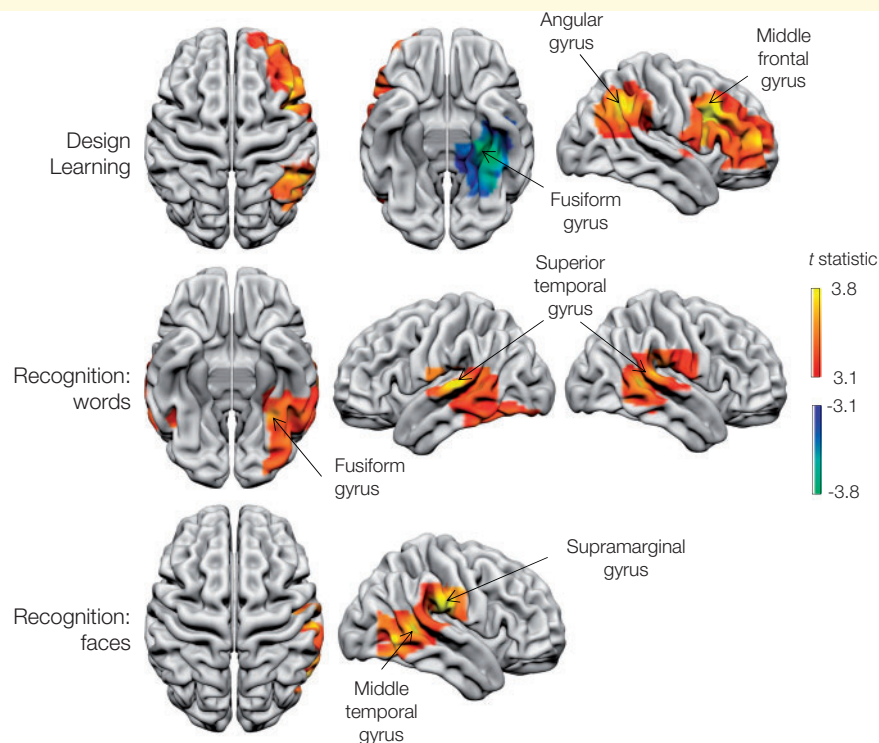 Angular
gyrus
Middle
frontal
gyrus
Design
Learning
Fusiform
gyrus
Superior
temporal
gyrus
t statistic
3.8
3.1
-3.1
-3.8
Recognition:
words
Fusiform
gyrus
Supramarginal
gyrus
Recognition:
faces
Middle
temporal
gyrus